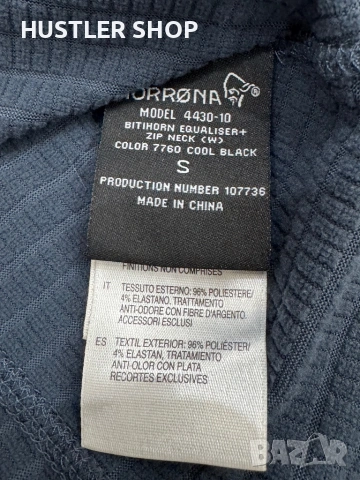 HUSTLER SHOP
NORRØNA
MODEL 4430-10
BITIHORN EQUALISER+
ZIP NECK (W)
COLOR 7760 COOL BLACK
S
PRODUCTION NUMBER 107736
MADE IN CHINA
FINITIONS NON COMPRISES
IT TESSUTO ESTERNO: 96% POLIESTERE/
4% ELASTANO. TRATTAMENTO
ANTI-ODORE CON FIBRE D'ARGENTO
ACCESSORI ESCLUSI
ES TEXTIL EXTERIOR: 96% POLIÉSTER/
4% ELASTAN, TRATAMIENTO
ANTI-OLOR CON PLATA
RECORTES EXCLUSIVES
BAZAR